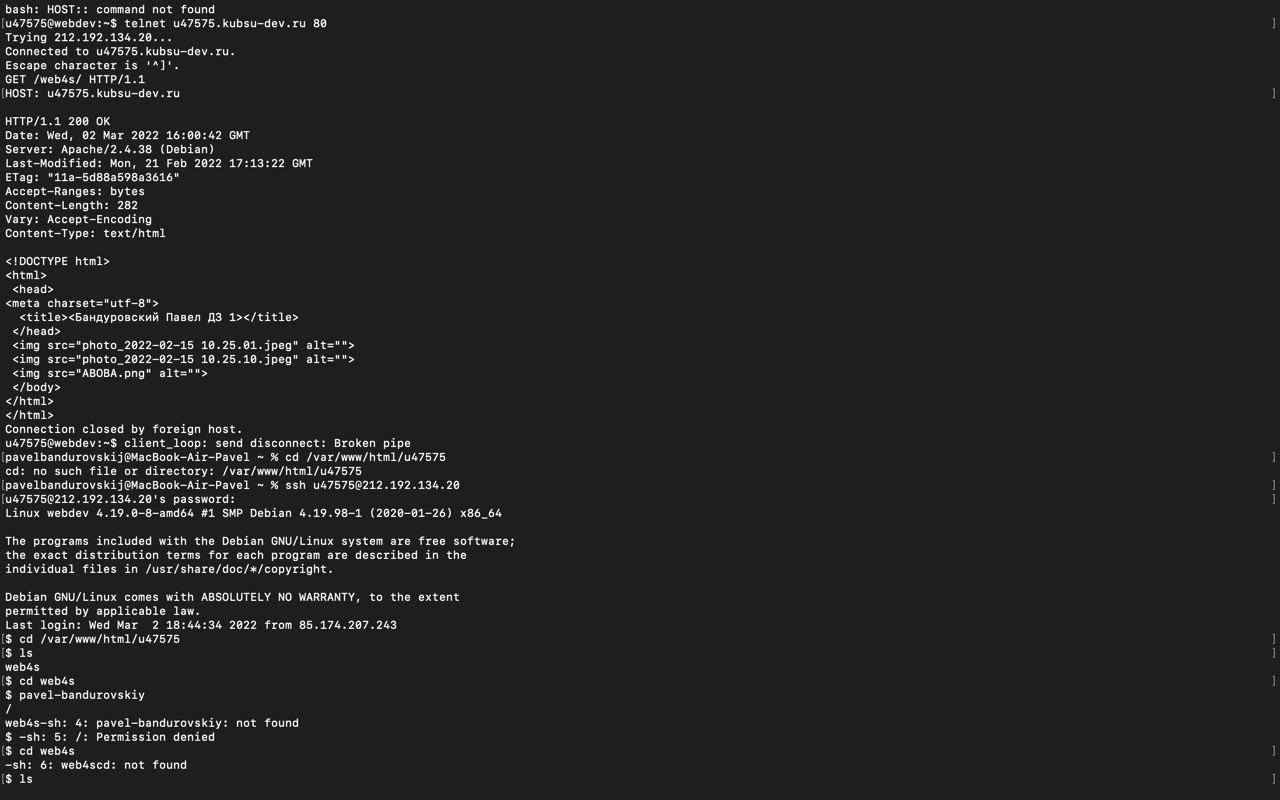 bash: HOST:: command not found
[u47575@webdev:~$ telnet u47575.kubsu-dev.ru 80 ]
Trying 212.192.134.20...
Connected to u47575.kubsu-dev.ru.
Escape character is '^]'.
GET /web4s/ HTTP/1.1
[HOST: u47575.kubsu-dev.ru ]
HTTP/1.1 200 OK
Date: Wed, 02 Mar 2022 16:00:42 GMT
Server: Apache/2.4.38 (Debian)
Last-Modified: Mon, 21 Feb 2022 17:13:22 GMT
ETag: "11a-5d88a598a3616"
Accept-Ranges: bytes
Content-Length: 282
Vary: Accept-Encoding
Content-Type: text/html
<!DOCTYPE html>
<html>
<head>
<meta charset="utf-8">
<title><Бандуровский Павел ДЗ 1></title>
</head>
<img src="photo_2022-02-15 10.25.01.jpeg" alt="">
<img src="photo_2022-02-15 10.25.10.jpeg" alt="">
<img src="ABOBA.png" alt="">
</body>
</html>
</html>
Connection closed by foreign host.
u47575@webdev:~$ client_loop: send disconnect: Broken pipe
[pavelbandurovskij@MacBook-Air-Pavel ~ % cd /var/www/html/u47575 ]
cd: no such file or directory: /var/www/html/u47575
[pavelbandurovskij@MacBook-Air-Pavel ~ % ssh u47575@212.192.134.20 ]
[u47575@212.192.134.20's password: ]
Linux webdev 4.19.0-8-amd64 #1 SMP Debian 4.19.98-1 (2020-01-26) x86_64
The programs included with the Debian GNU/Linux system are free software;
the exact distribution terms for each program are described in the
individual files in /usr/share/doc/*/copyright.
Debian GNU/Linux comes with ABSOLUTELY NO WARRANTY, to the extent
permitted by applicable law.
Last login: Wed Mar  2 18:44:34 2022 from 85.174.207.243
[$ cd /var/www/html/u47575 ]
[$ ls ]
web4s
[$ cd web4s ]
$ pavel-bandurovskiy
/
web4s-sh: 4: pavel-bandurovskiy: not found
$ -sh: 5: /: Permission denied
[$ cd web4s ]
-sh: 6: web4scd: not found
[$ ls ]